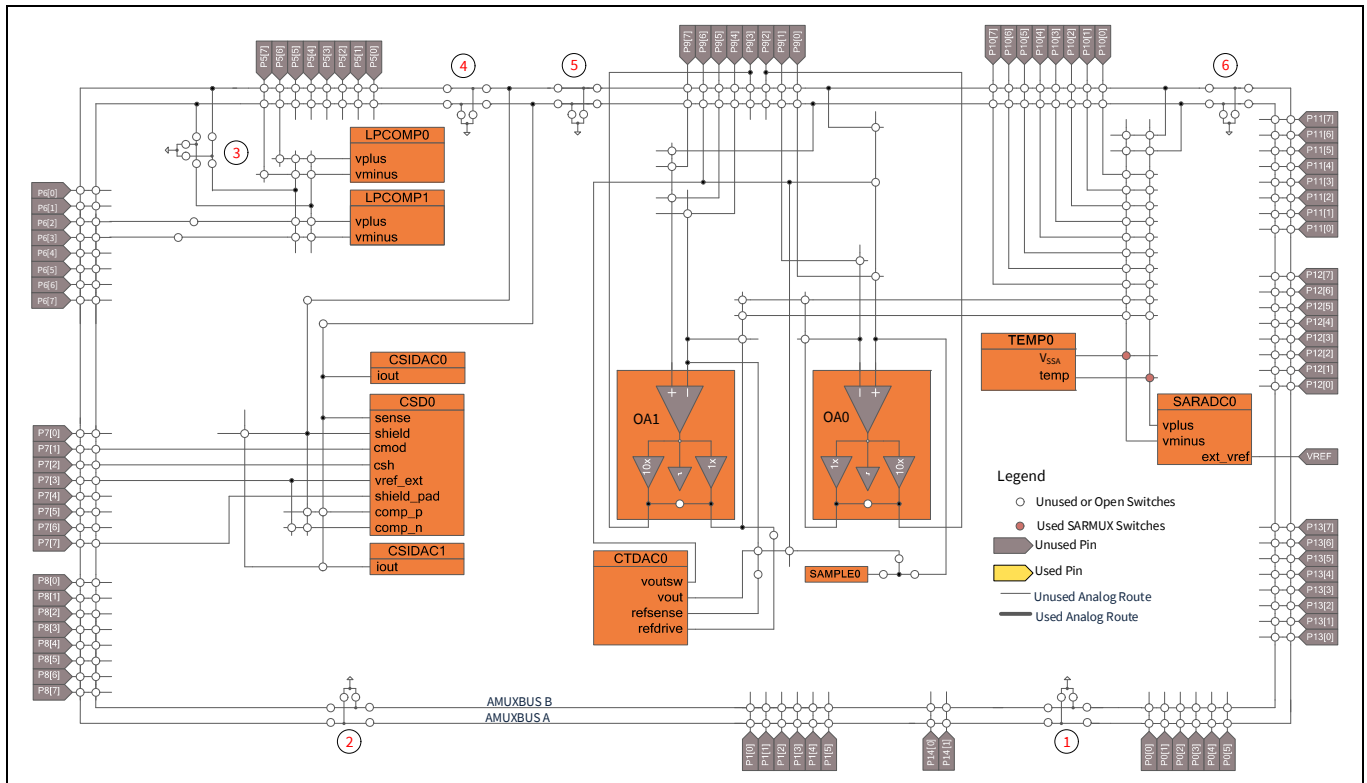 4
5
6
P5[7]
P5[6]
P5[5]
P5[4]
P5[3]
P5[2]
P5[1]
P5[0]
P9[7]
P9[6]
P9[5]
P9[4]
P9[3]
P9[2]
P9[1]
P9[0]
P10[7]
P10[6]
P10[5]
P10[4]
P10[3]
P10[2]
P10[1]
P10[0]
3
LPCOMP0
vplus
vminus
LPCOMP1
vplus
vminus
P6[0]
P6[1]
P6[2]
P6[3]
P6[4]
P6[5]
P6[6]
P6[7]
P11[7]
P11[6]
P11[5]
P11[4]
P11[3]
P11[2]
P11[1]
P11[0]
P12[7]
P12[6]
P12[5]
P12[4]
P12[3]
P12[2]
P12[1]
P12[0]
CSIDAC0
iout
CSD0
sense
shield
cmod
csh
vref_ext
shield_pad
comp_p
comp_n
CSIDAC1
iout
P7[0]
P7[1]
P7[2]
P7[3]
P7[4]
P7[5]
P7[6]
P7[7]
OA1
+
−
10x
1x
OA0
−
+
1x
10x
TEMP0
VSSA
temp
SARADC0
vplus
vminus
ext_vref
VREF
Legend
Unused or Open Switches
Used SARMUX Switches
Unused Pin
Used Pin
Unused Analog Route
Used Analog Route
CTDAC0
voutsw
vout
refsense
refdrive
SAMPLE0
P8[0]
P8[1]
P8[2]
P8[3]
P8[4]
P8[5]
P8[6]
P8[7]
P13[7]
P13[6]
P13[5]
P13[4]
P13[3]
P13[2]
P13[1]
P13[0]
AMUXBUS B
AMUXBUS A
2
1
P1[0]
P1[1]
P1[2]
P1[3]
P1[4]
P1[5]
P14[0]
P14[1]
P0[0]
P0[1]
P0[2]
P0[3]
P0[4]
P0[5]